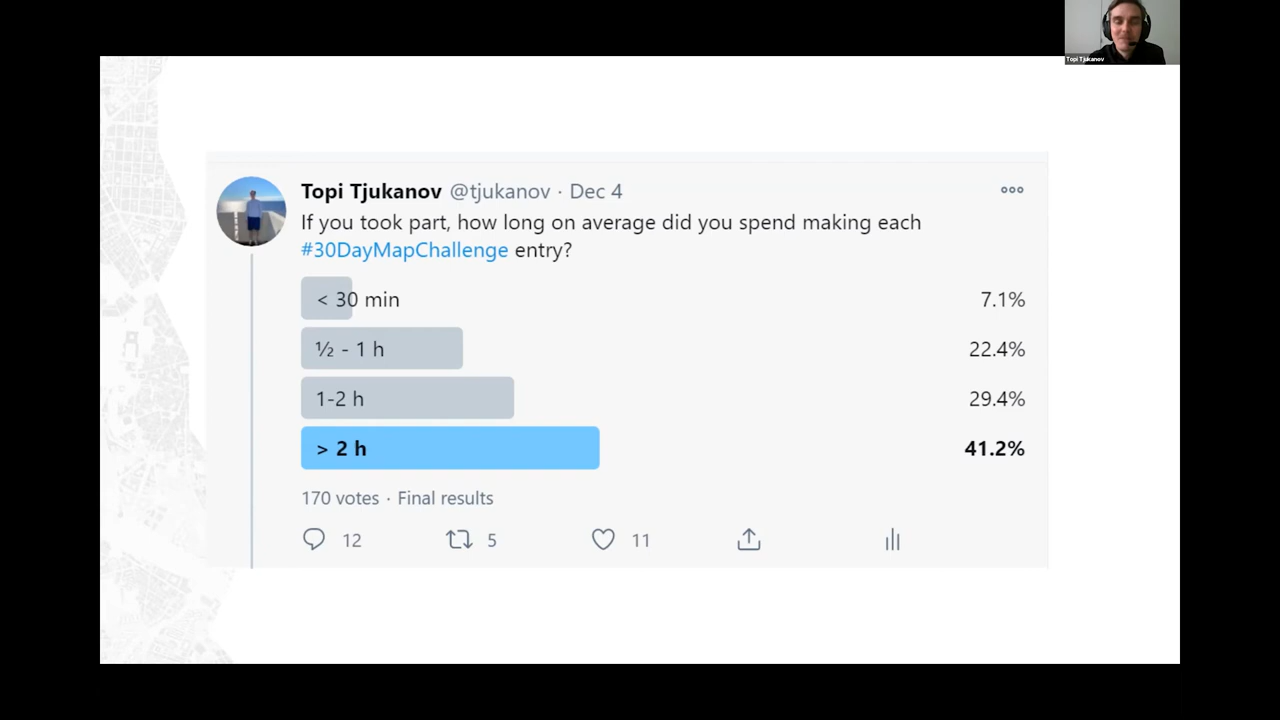 Topi Tjukanov
Topi Tjukanov @tjukanov · Dec 4
If you took part, how long on average did you spend making each
#30DayMapChallenge entry?
< 30 min 7.1%
½ - 1 h 22.4%
1-2 h 29.4%
> 2 h 41.2%
170 votes · Final results
12 5 11